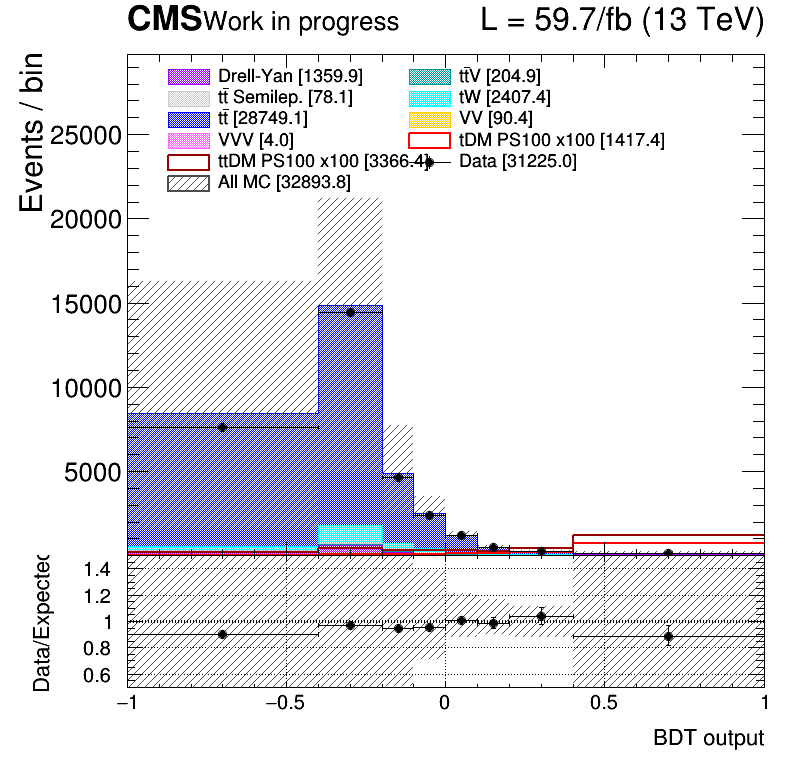 CMS Work in progress L = 59.7/fb (13 TeV)
Events / bin
Drell-Yan [1359.9] tt̄V [204.9]
tt̄ Semilep. [78.1] tW [2407.4]
tt̄ [28749.1] VV [90.4]
VVV [4.0] tDM PS100 x100 [1417.4]
ttDM PS100 x100 [3366.4] Data [31225.0]
All MC [32893.8]
25000
20000
15000
10000
5000
Data/Expected
1.4
1.2
1
0.8
0.6
−1 −0.5 0 0.5 1
BDT output